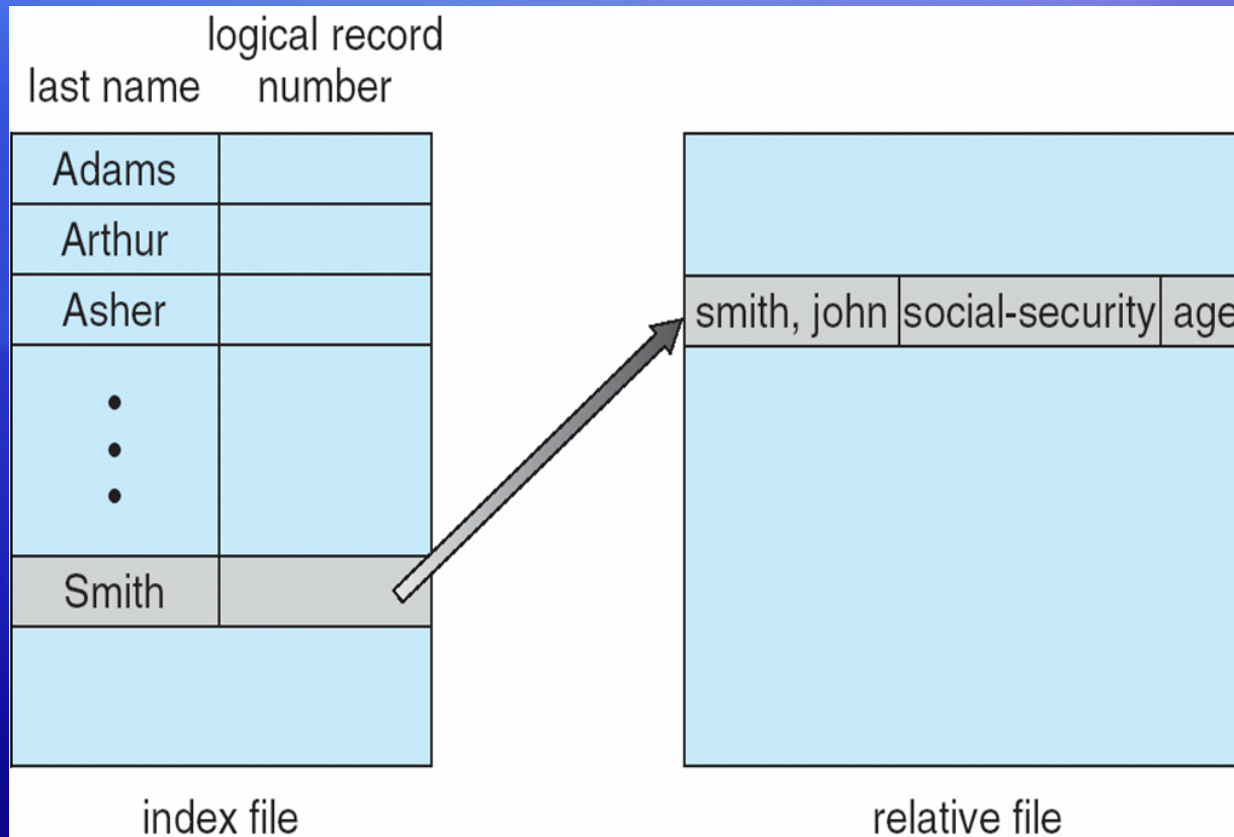 logical record
last name number
Adams
Arthur
Asher
Smith
smith, john social-security age
index file relative file